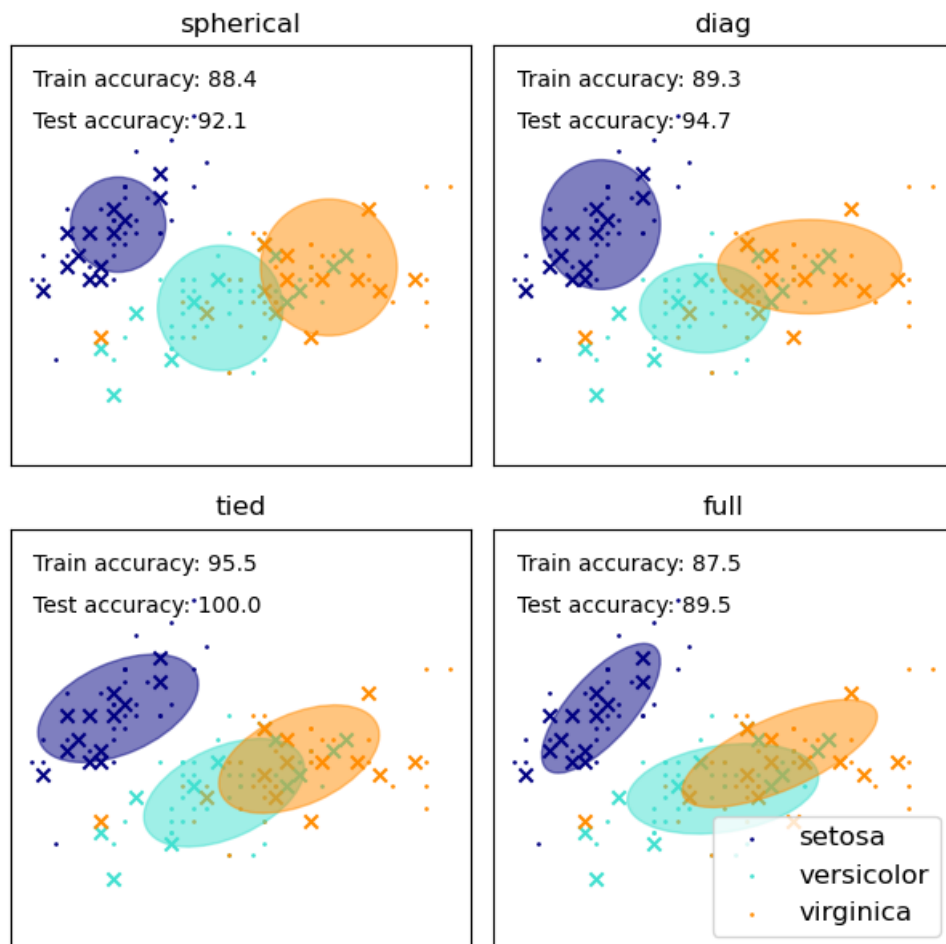 spherical
Train accuracy: 88.4
Test accuracy: 92.1
diag
Train accuracy: 89.3
Test accuracy: 94.7
tied
Train accuracy: 95.5
Test accuracy: 100.0
full
Train accuracy: 87.5
Test accuracy: 89.5
setosa
versicolor
virginica